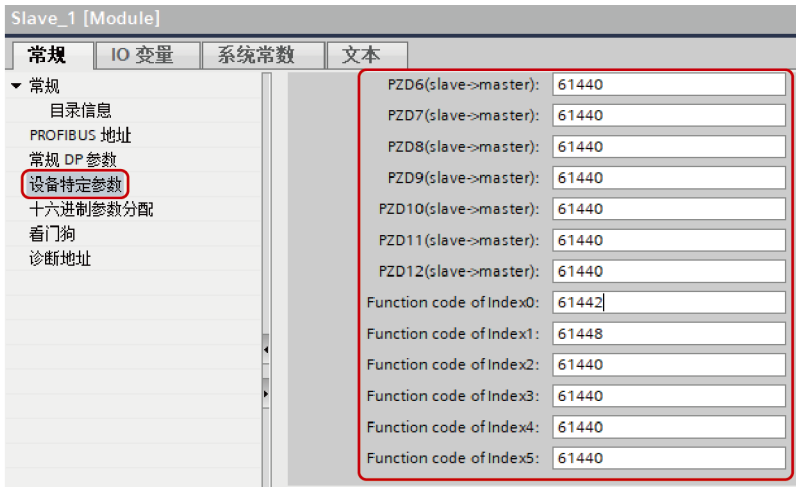 Slave_1 [Module]
常规 IO 变量 系统常数 文本
常规
目录信息
PROFIBUS 地址
常规 DP 参数
设备特定参数
十六进制参数分配
看门狗
诊断地址
PZD6(slave->master): 61440
PZD7(slave->master): 61440
PZD8(slave->master): 61440
PZD9(slave->master): 61440
PZD10(slave->master): 61440
PZD11(slave->master): 61440
PZD12(slave->master): 61440
Function code of Index0: 61442
Function code of Index1: 61448
Function code of Index2: 61440
Function code of Index3: 61440
Function code of Index4: 61440
Function code of Index5: 61440